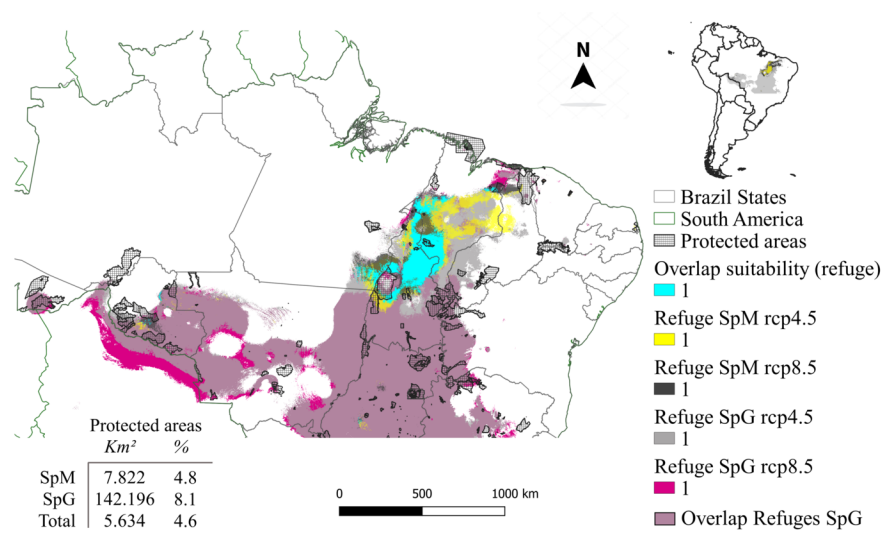 N
Brazil States
South America
Protected areas
Overlap suitability (refuge)
1
Refuge SpM rcp4.5
1
Refuge SpM rcp8.5
1
Refuge SpG rcp4.5
1
Refuge SpG rcp8.5
1
Overlap Refuges SpG
Protected areas
Km² %
SpM 7.822 4.8
SpG 142.196 8.1
Total 5.634 4.6
0 500 1000 km